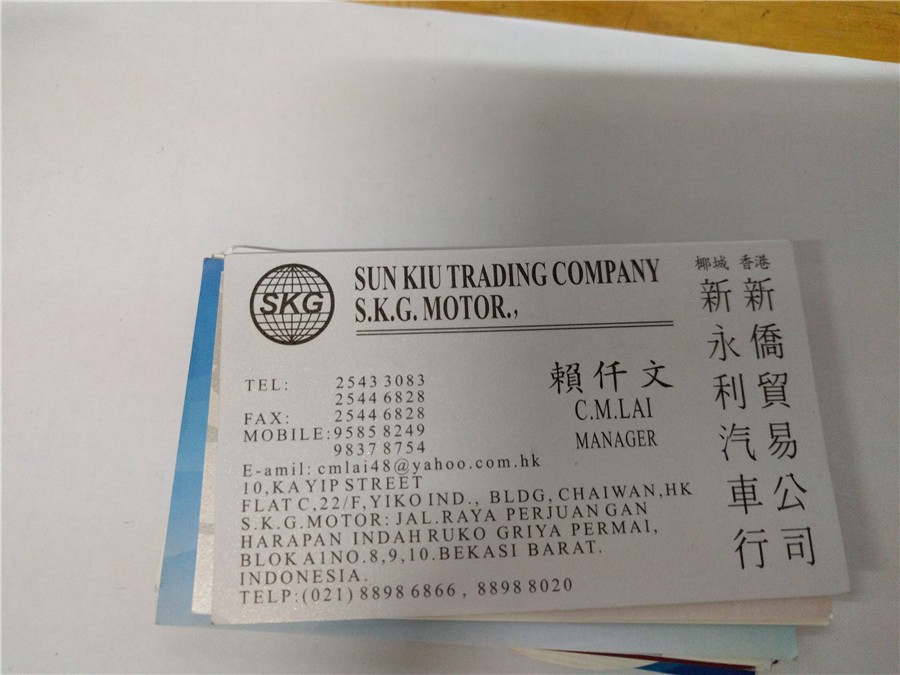 SKG
SUN KIU TRADING COMPANY
S.K.G. MOTOR.,
椰城 香港
新僑貿易公司
新永利汽車行
賴仟文
C.M.LAI
MANAGER
TEL: 2543 3083
2544 6828
FAX: 2544 6828
MOBILE:9585 8249
9837 8754
E-amil: cmlai48@yahoo.com.hk
10,KA YIP STREET
FLAT C,22/F,YIKO IND., BLDG, CHAIWAN,HK
S.K.G.MOTOR: JAL.RAYA PERJUANGAN
HARAPAN INDAH RUKO GRIYA PERMAI,
BLOK A1NO.8,9,10.BEKASI BARAT.
INDONESIA.
TELP:(021) 8898 6866 , 8898 8020